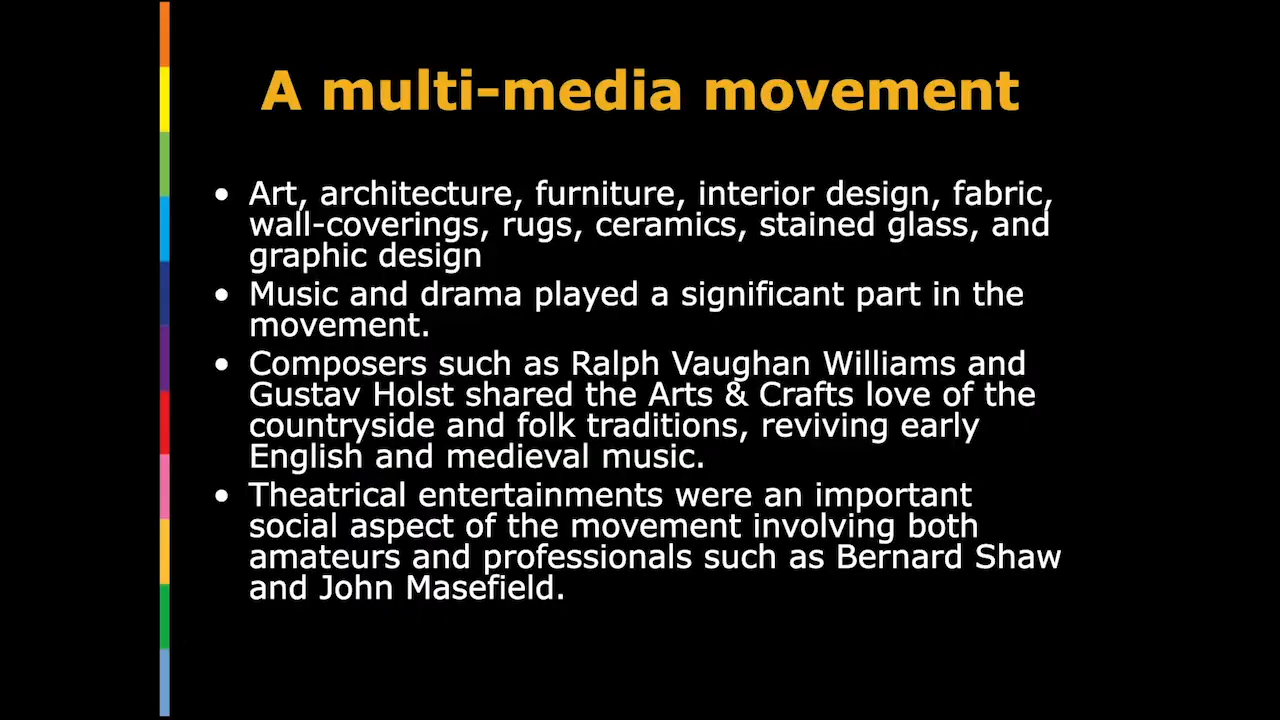 A multi-media movement
• Art, architecture, furniture, interior design, fabric,
wall-coverings, rugs, ceramics, stained glass, and
graphic design
• Music and drama played a significant part in the
movement.
• Composers such as Ralph Vaughan Williams and
Gustav Holst shared the Arts & Crafts love of the
countryside and folk traditions, reviving early
English and medieval music.
• Theatrical entertainments were an important
social aspect of the movement involving both
amateurs and professionals such as Bernard Shaw
and John Masefield.